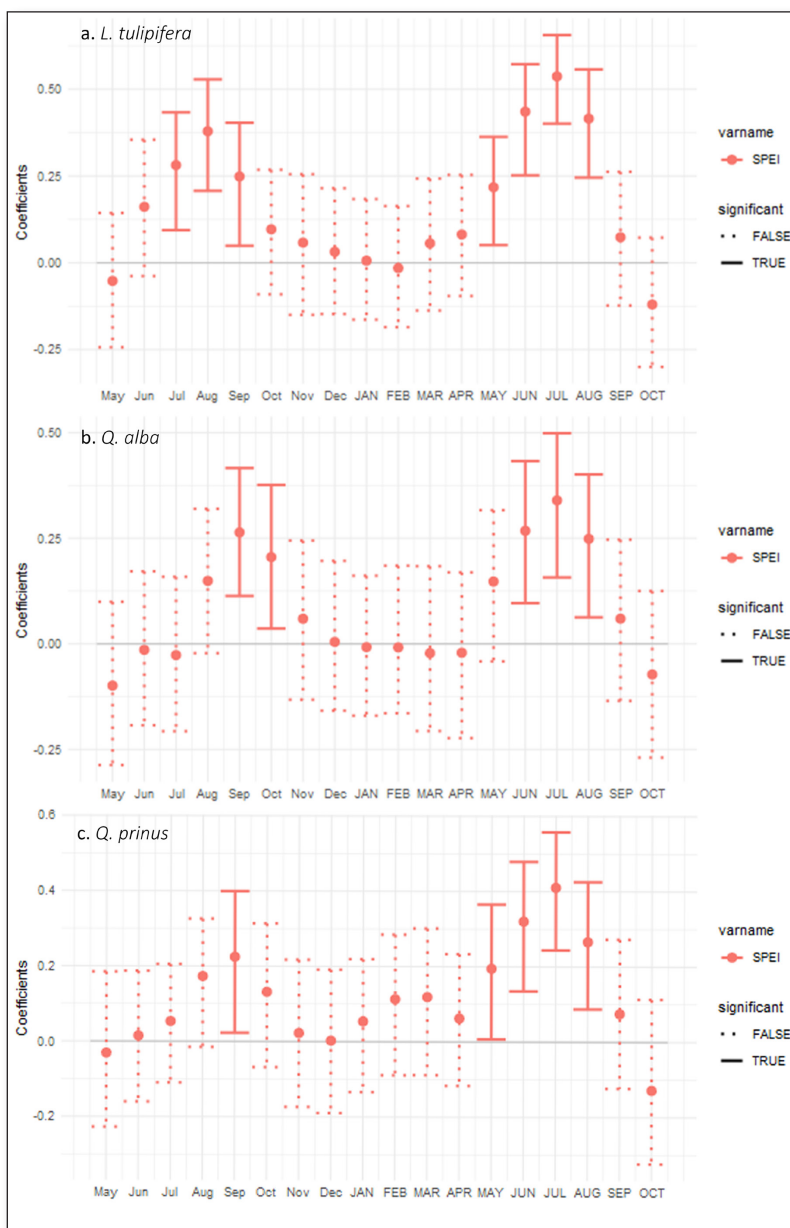 a. L. tulipifera
0.50
0.25
0.00
-0.25
Coefficients
May Jun Jul Aug Sep Oct Nov Dec JAN FEB MAR APR MAY JUN JUL AUG SEP OCT
varname
SPEI
significant
FALSE
TRUE
b. Q. alba
0.50
0.25
0.00
-0.25
Coefficients
May Jun Jul Aug Sep Oct Nov Dec JAN FEB MAR APR MAY JUN JUL AUG SEP OCT
varname
SPEI
significant
FALSE
TRUE
c. Q. prinus
0.6
0.4
0.2
0.0
-0.2
Coefficients
May Jun Jul Aug Sep Oct Nov Dec JAN FEB MAR APR MAY JUN JUL AUG SEP OCT
varname
SPEI
significant
FALSE
TRUE